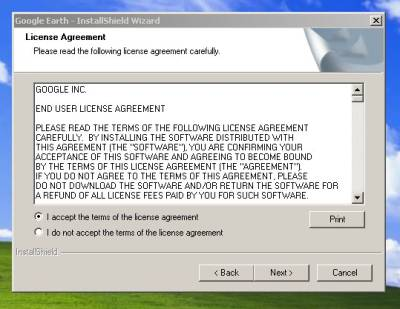 Google Earth - InstallShield Wizard
License Agreement
Please read the following license agreement carefully.
GOOGLE INC.
END USER LICENSE AGREEMENT
PLEASE READ THE TERMS OF THE FOLLOWING LICENSE AGREEMENT
CAREFULLY. BY INSTALLING THE SOFTWARE DISTRIBUTED WITH
THIS AGREEMENT (THE "SOFTWARE"), YOU ARE CONFIRMING YOUR
ACCEPTANCE OF THIS SOFTWARE AND AGREEING TO BECOME BOUND
BY THE TERMS OF THIS LICENSE AGREEMENT (THE "AGREEMENT").
IF YOU DO NOT AGREE TO THE TERMS OF THIS AGREEMENT, PLEASE
DO NOT DOWNLOAD THE SOFTWARE AND/OR RETURN THE SOFTWARE FOR
A REFUND OF ALL LICENSE FEES PAID BY YOU FOR SUCH SOFTWARE.
I accept the terms of the license agreement
Print
I do not accept the terms of the license agreement
InstallShield
< Back
Next >
Cancel